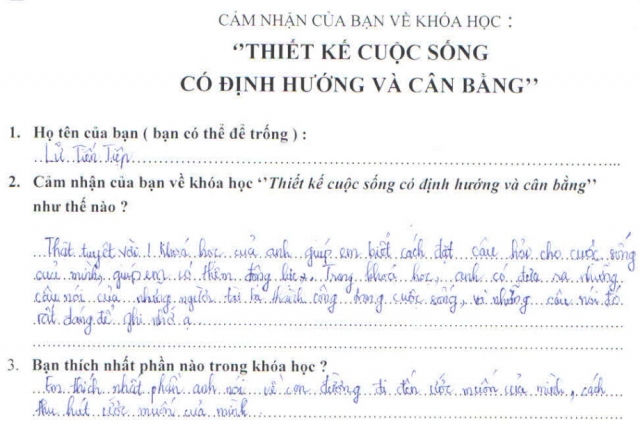 CẢM NHẬN CỦA BẠN VỀ KHÓA HỌC :
‘’THIẾT KẾ CUỘC SỐNG
CÓ ĐỊNH HƯỚNG VÀ CÂN BẰNG’’
1. Họ tên của bạn ( bạn có thể để trống ) :
Lữ Tiến Tiệp
2. Cảm nhận của bạn về khóa học ‘’Thiết kế cuộc sống có định hướng và cân bằng’’
như thế nào ?
Thật tuyệt vời ! Khoá học của anh giúp em biết cách đặt câu hỏi cho cuộc sống
của mình, giúp em có thêm động lực. Trong khoá học, anh có đưa ra những
câu nói của những người thành công trong cuộc sống, và những câu nói đó
rất đáng để ghi nhớ ạ
3. Bạn thích nhất phần nào trong khóa học ?
Em thích nhất phần anh nói về con đường đi đến ước muốn của mình, cách
thu hút ước muốn của mình.